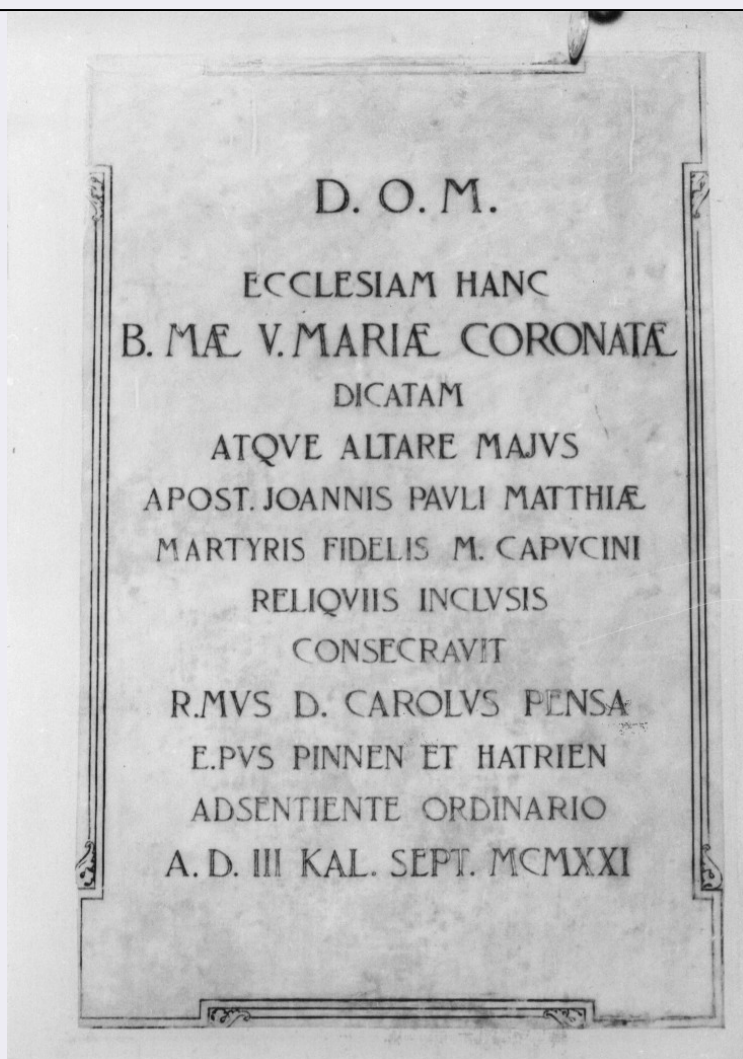 D. O. M.
ECCLESIAM HANC
B. MÆ V. MARIÆ CORONATÆ
DICATAM
ATQVE ALTARE MAJVS
APOST. JOANNIS PAVLI MATTHIÆ
MARTYRIS FIDELIS M. CAPVCINI
RELIQVIIS INCLVSIS
CONSECRAVIT
R.MVS D. CAROLVS PENSA
E.PVS PINNEN ET HATRIEN
ADSENTIENTE ORDINARIO
A. D. III KAL. SEPT. MCMXXI